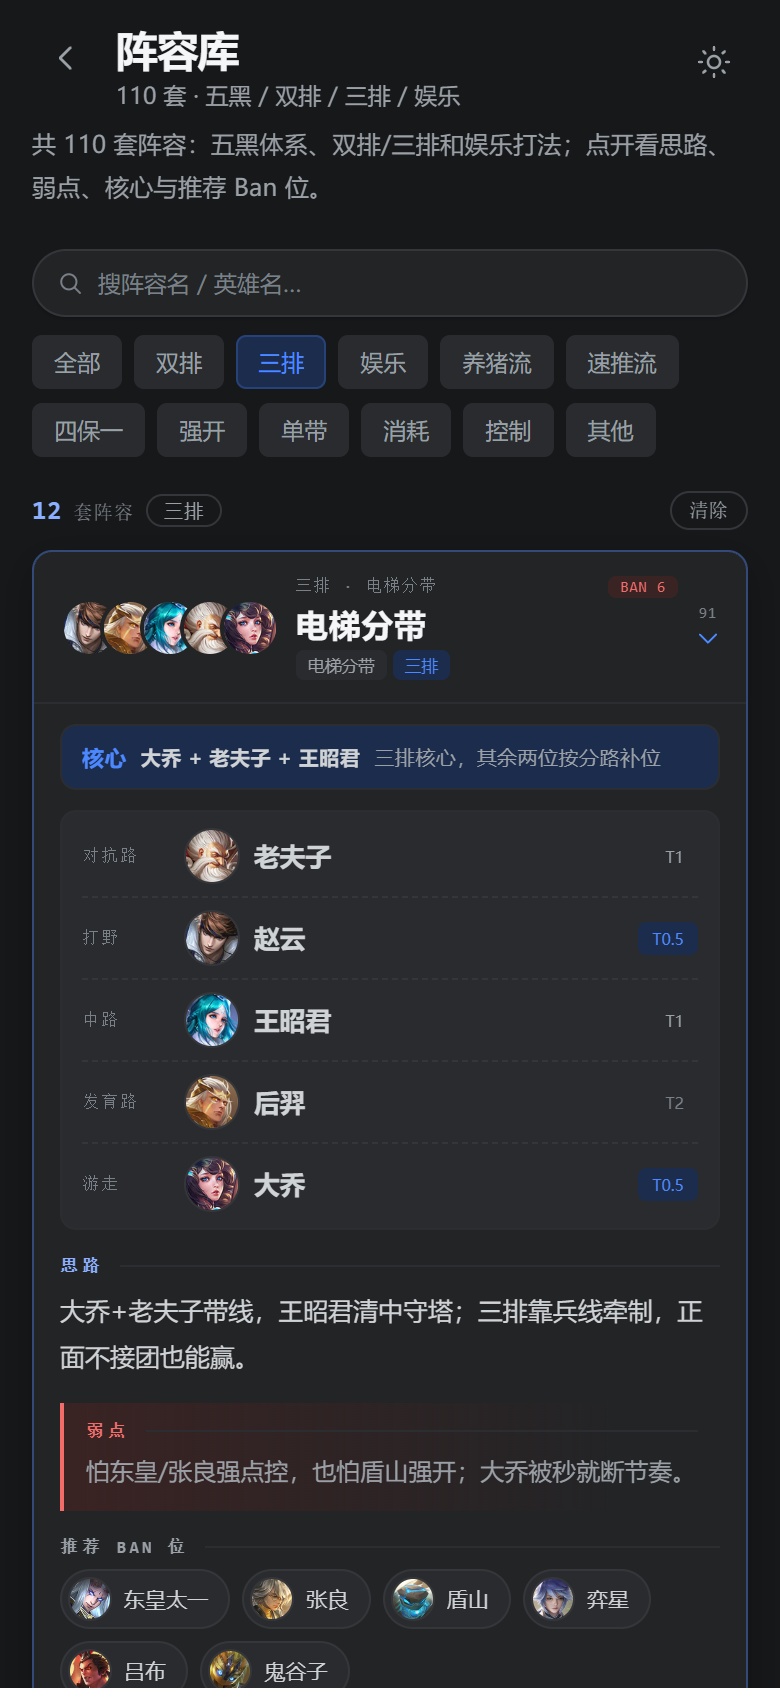 阵容库
110 套 · 五黑 / 双排 / 三排 / 娱乐
共 110 套阵容：五黑体系、双排/三排和娱乐打法；点开看思路、
弱点、核心与推荐 Ban 位。
搜阵容名 / 英雄名...
全部 双排 三排 娱乐 养猪流 速推流
四保一 强开 单带 消耗 控制 其他
12 套阵容 三排 清除
三排 · 电梯分带 BAN 6
电梯分带 91
电梯分带 三排
核心 大乔 + 老夫子 + 王昭君 三排核心，其余两位按分路补位
对抗路 老夫子 T1
打野 赵云 T0.5
中路 王昭君 T1
发育路 后羿 T2
游走 大乔 T0.5
思路
大乔+老夫子带线，王昭君清中守塔；三排靠兵线牵制，正
面不接团也能赢。
弱点
怕东皇/张良强点控，也怕盾山强开；大乔被秒就断节奏。
推荐 BAN 位
东皇太一 张良 盾山 弈星
吕布 鬼谷子